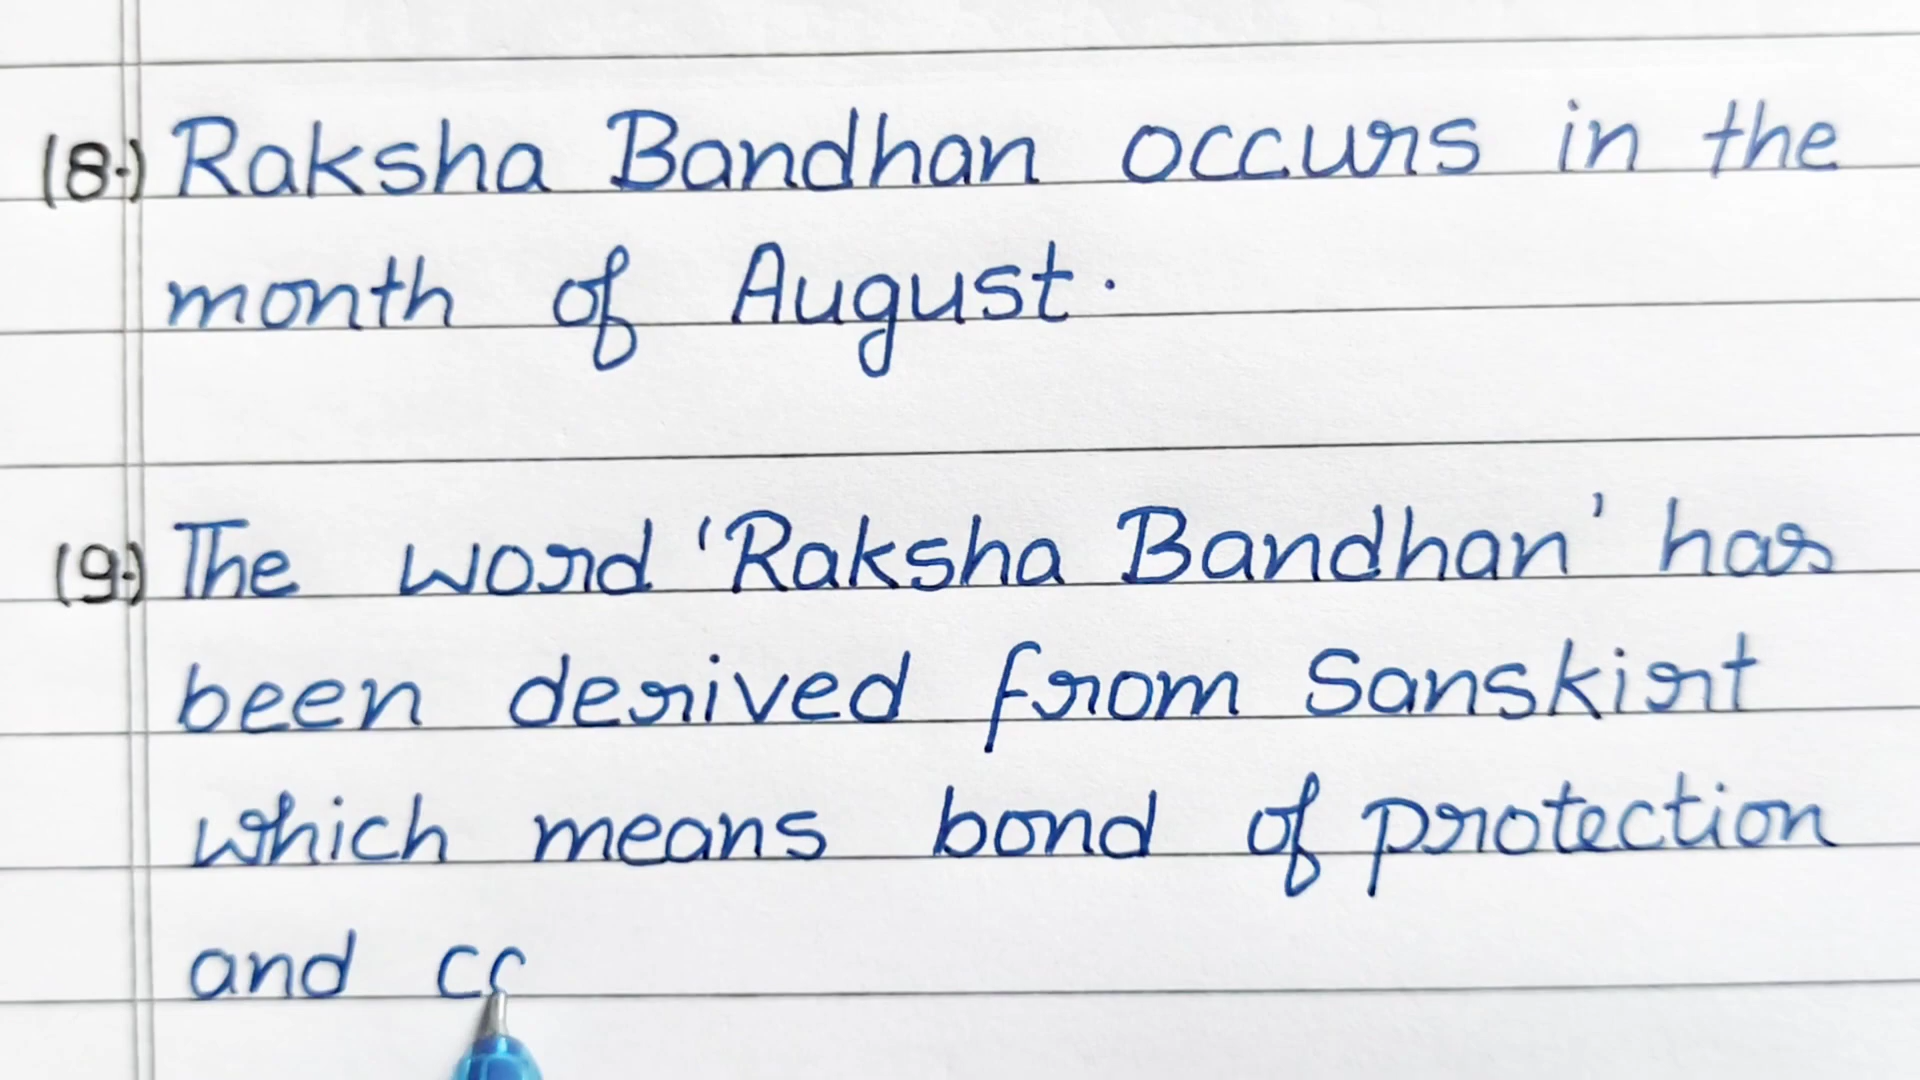 (8.) Raksha Bandhan occurs in the
month of August.
(9.) The word 'Raksha Bandhan' has
been derived from Sanskirt
which means bond of protection
and